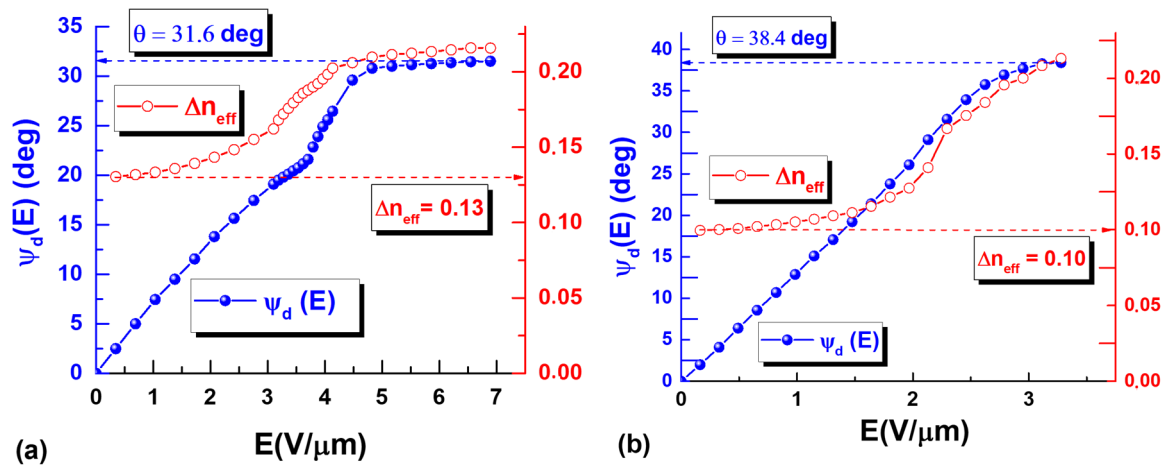 θ = 31.6 deg
Δn_eff
Δn_eff = 0.13
ψ_d (E)
ψ_d(E) (deg)
35
30
25
20
15
10
5
0
0.20
0.15
0.10
0.05
0.00
0 1 2 3 4 5 6 7
E(V/μm)
(a)
θ = 38.4 deg
Δn_eff
Δn_eff = 0.10
ψ_d (E)
ψ_d(E) (deg)
40
35
30
25
20
15
10
5
0
0.20
0.15
0.10
0.05
0.00
0 1 2 3
E(V/μm)
(b)